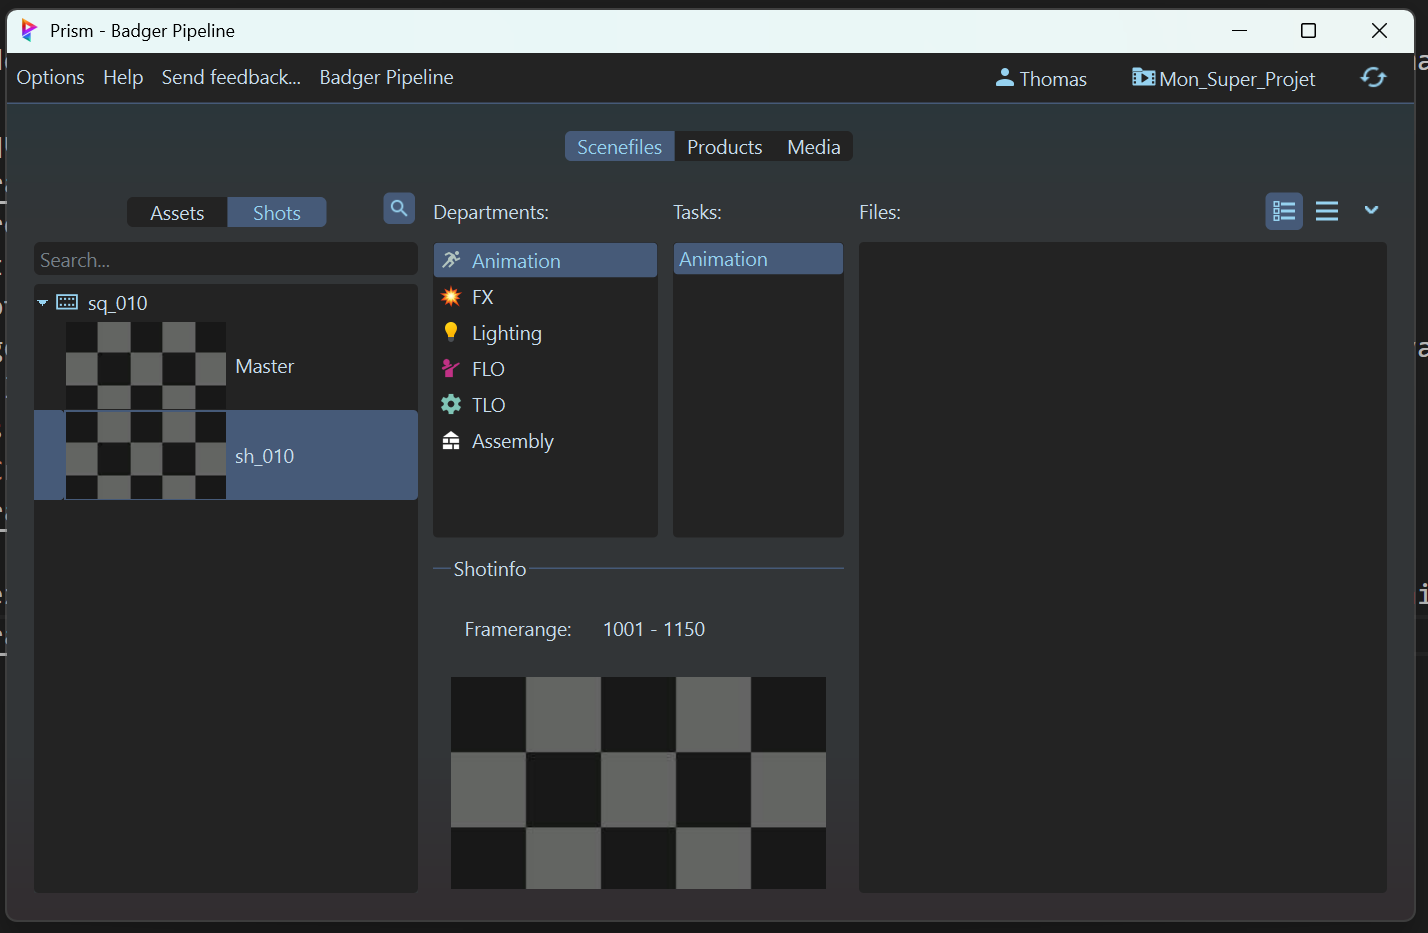 Prism - Badger Pipeline
Options Help Send feedback... Badger Pipeline Thomas Mon_Super_Projet
Scenefiles Products Media
Assets Shots
Departments: Tasks: Files:
Search...
Animation
FX
Lighting
FLO
TLO
Assembly
Animation
sq_010
Master
sh_010
Shotinfo
Framerange: 1001 - 1150